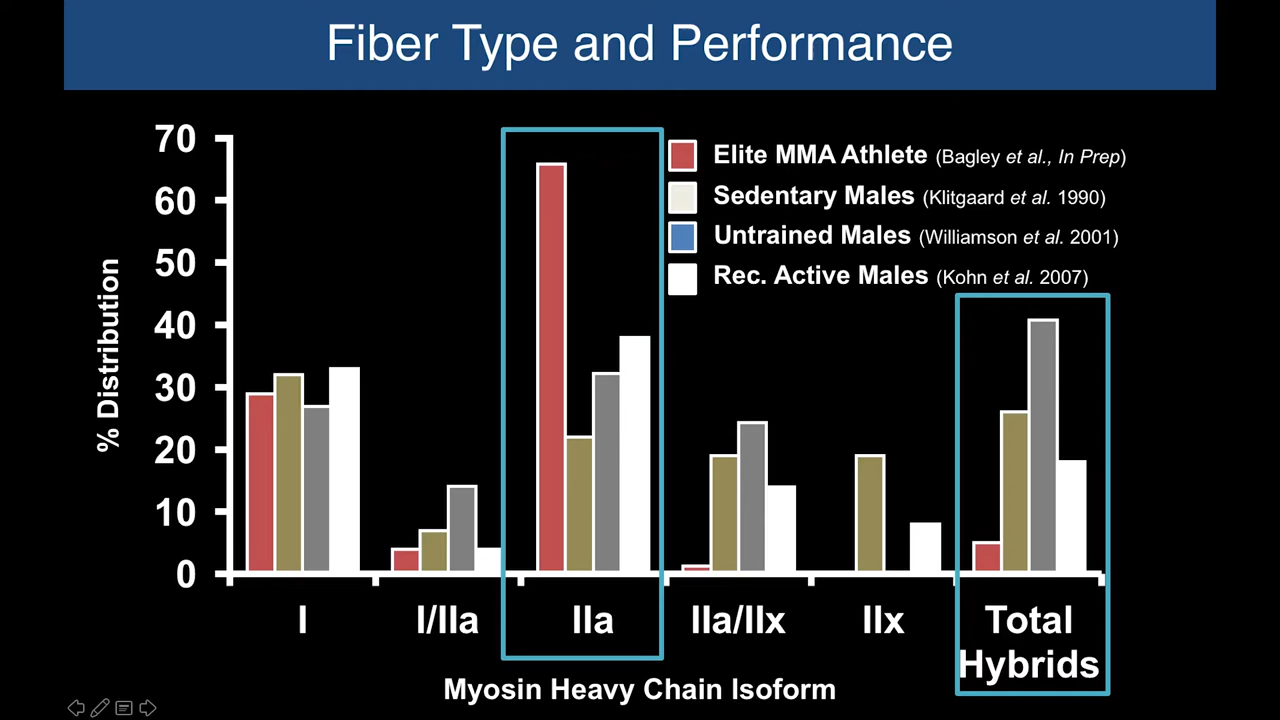 Fiber Type and Performance
70
60
50
40
30
20
10
0
% Distribution
Elite MMA Athlete (Bagley et al., In Prep)
Sedentary Males (Klitgaard et al. 1990)
Untrained Males (Williamson et al. 2001)
Rec. Active Males (Kohn et al. 2007)
I
I/IIa
IIa
IIa/IIx
IIx
Total
Hybrids
Myosin Heavy Chain Isoform